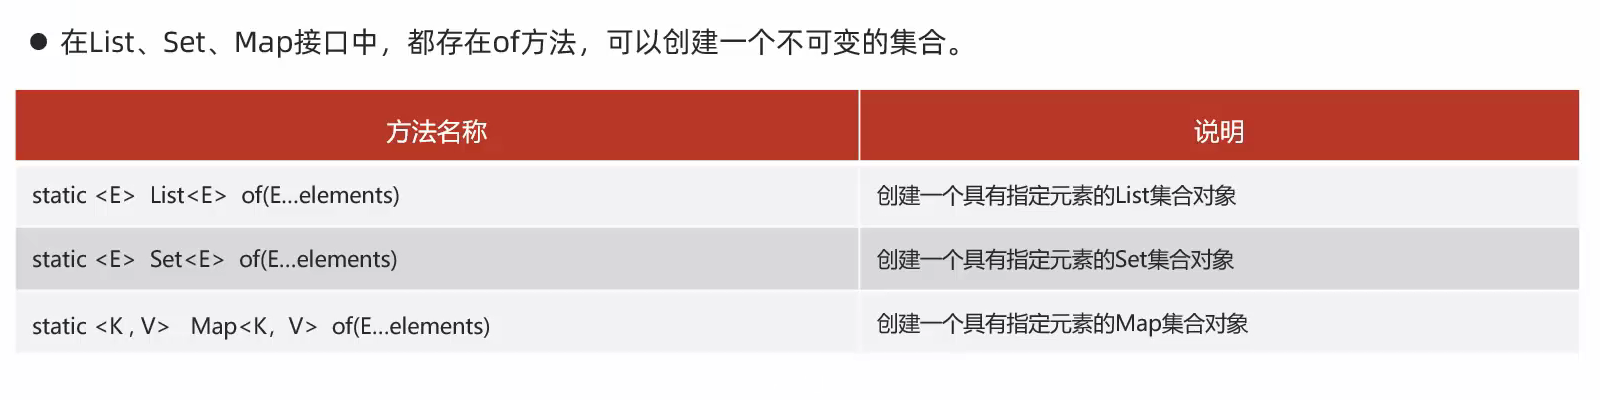 ● 在List、Set、Map接口中，都存在of方法，可以创建一个不可变的集合。
方法名称 说明
static <E> List<E> of(E...elements) 创建一个具有指定元素的List集合对象
static <E> Set<E> of(E...elements) 创建一个具有指定元素的Set集合对象
static <K , V> Map<K，V> of(E...elements) 创建一个具有指定元素的Map集合对象